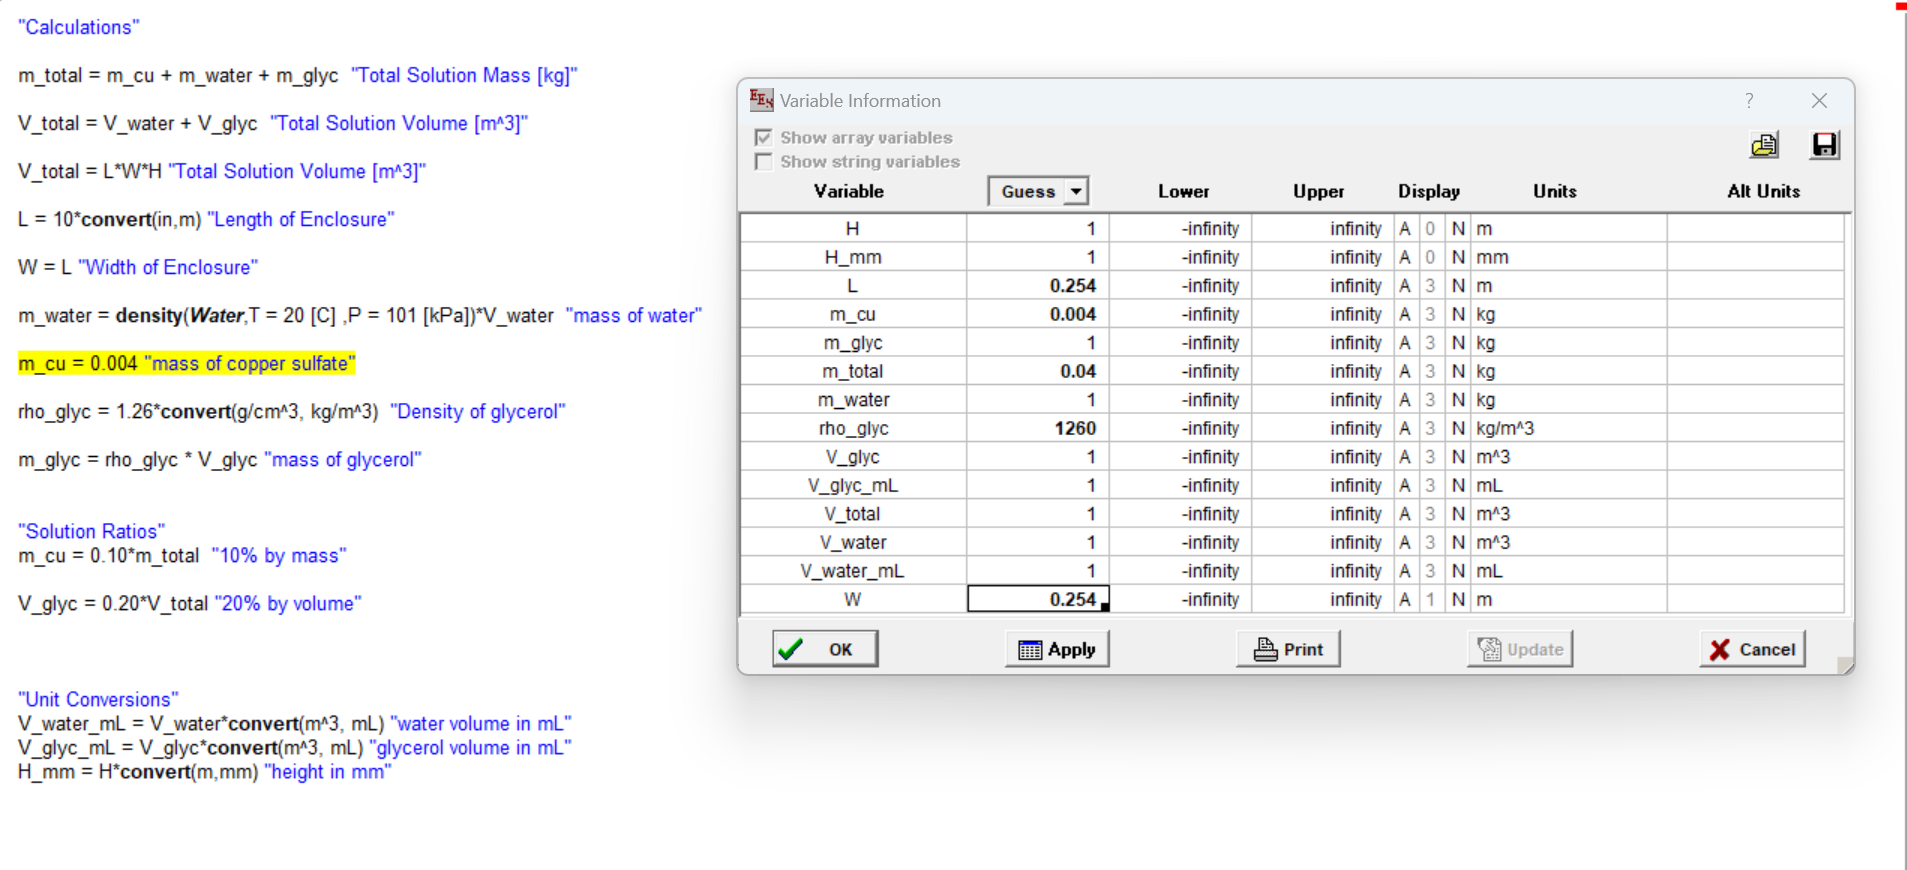 "Calculations"
m_total = m_cu + m_water + m_glyc "Total Solution Mass [kg]"
V_total = V_water + V_glyc "Total Solution Volume [m^3]"
V_total = L*W*H "Total Solution Volume [m^3]"
L = 10*convert(in,m) "Length of Enclosure"
W = L "Width of Enclosure"
m_water = density(Water,T = 20 [C] ,P = 101 [kPa])*V_water "mass of water"
m_cu = 0.004 "mass of copper sulfate"
rho_glyc = 1.26*convert(g/cm^3, kg/m^3) "Density of glycerol"
m_glyc = rho_glyc * V_glyc "mass of glycerol"
"Solution Ratios"
m_cu = 0.10*m_total "10% by mass"
V_glyc = 0.20*V_total "20% by volume"
"Unit Conversions"
V_water_mL = V_water*convert(m^3, mL) "water volume in mL"
V_glyc_mL = V_glyc*convert(m^3, mL) "glycerol volume in mL"
H_mm = H*convert(m,mm) "height in mm"
EES Variable Information ?
Show array variables
Show string variables
Variable Guess Lower Upper Display Units Alt Units
H 1 -infinity infinity A 0 N m
H_mm 1 -infinity infinity A 0 N mm
L 0.254 -infinity infinity A 3 N m
m_cu 0.004 -infinity infinity A 3 N kg
m_glyc 1 -infinity infinity A 3 N kg
m_total 0.04 -infinity infinity A 3 N kg
m_water 1 -infinity infinity A 3 N kg
rho_glyc 1260 -infinity infinity A 3 N kg/m^3
V_glyc 1 -infinity infinity A 3 N m^3
V_glyc_mL 1 -infinity infinity A 3 N mL
V_total 1 -infinity infinity A 3 N m^3
V_water 1 -infinity infinity A 3 N m^3
V_water_mL 1 -infinity infinity A 3 N mL
W 0.254 -infinity infinity A 1 N m
OK Apply Print Update Cancel